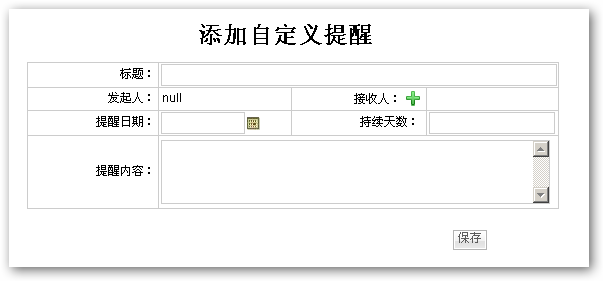 添加自定义提醒
标题：
发起人： null 接收人：
提醒日期： 持续天数：
提醒内容：
保存